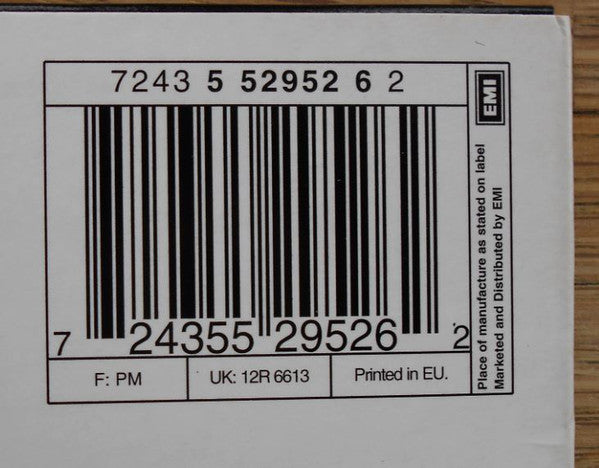 7243 5 52952 6 2
EMI
Place of manufacture as stated on label
Marketed and Distributed by EMI
7 24355 29526 2
F: PM
UK: 12R 6613
Printed in EU.